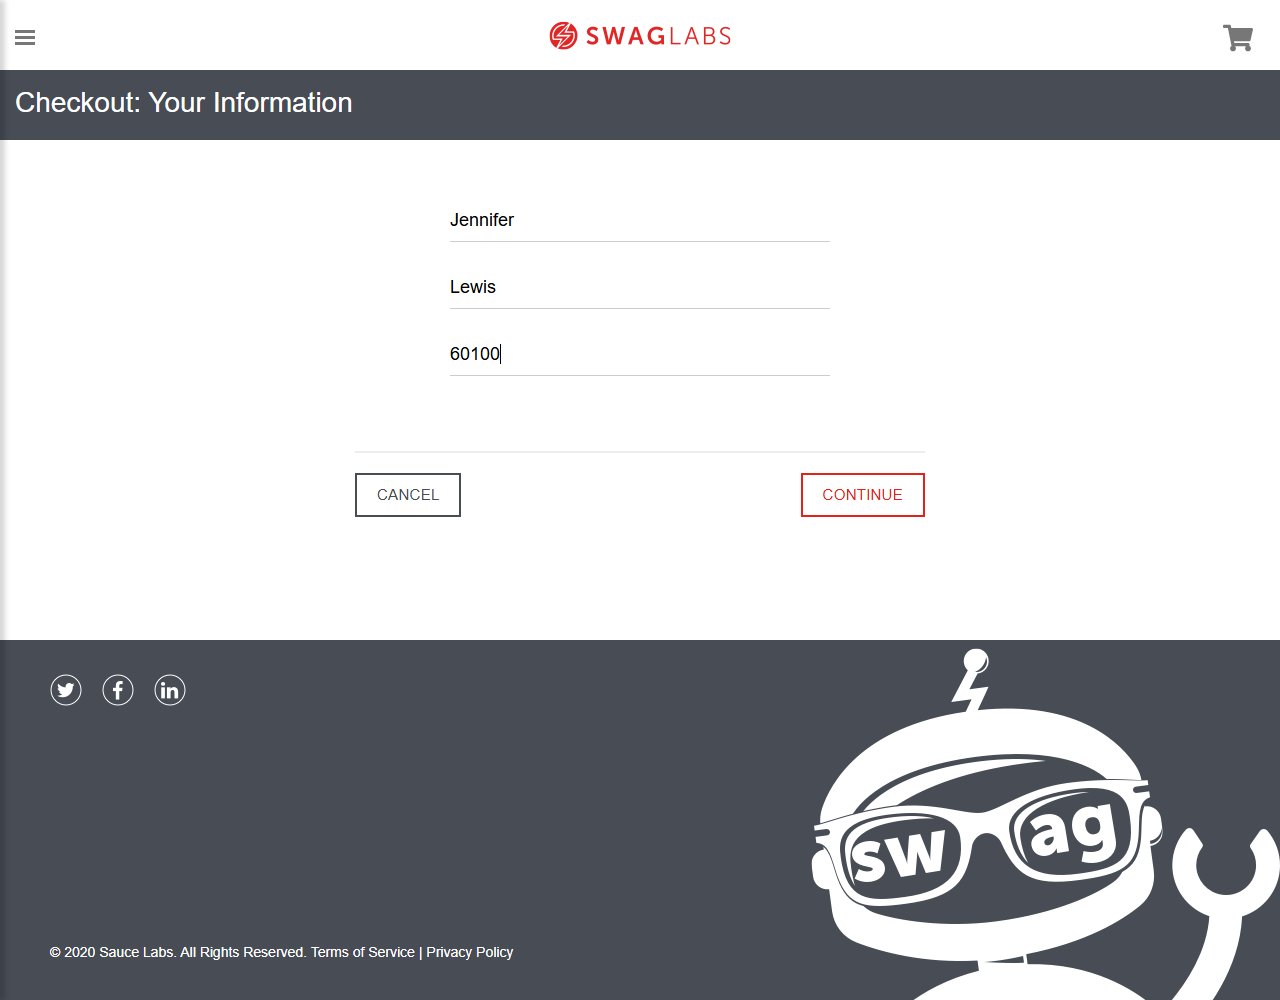 SWAGLABS
Checkout: Your Information
Jennifer
Lewis
60100
CANCEL
CONTINUE
sw ag
© 2020 Sauce Labs. All Rights Reserved. Terms of Service | Privacy Policy